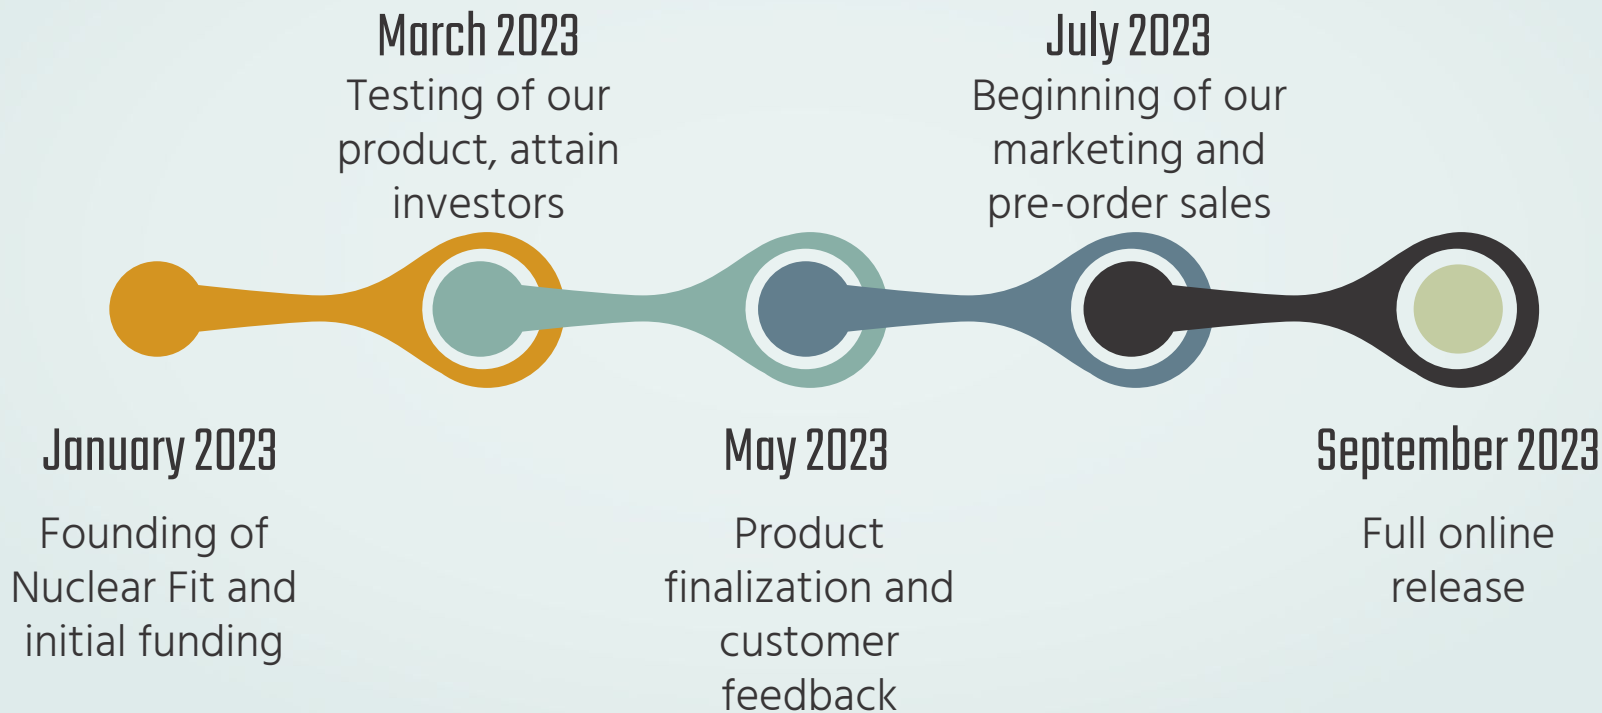 March 2023
Testing of our
product, attain
investors
July 2023
Beginning of our
marketing and
pre-order sales
January 2023
Founding of
Nuclear Fit and
initial funding
May 2023
Product
finalization and
customer
feedback
September 2023
Full online
release